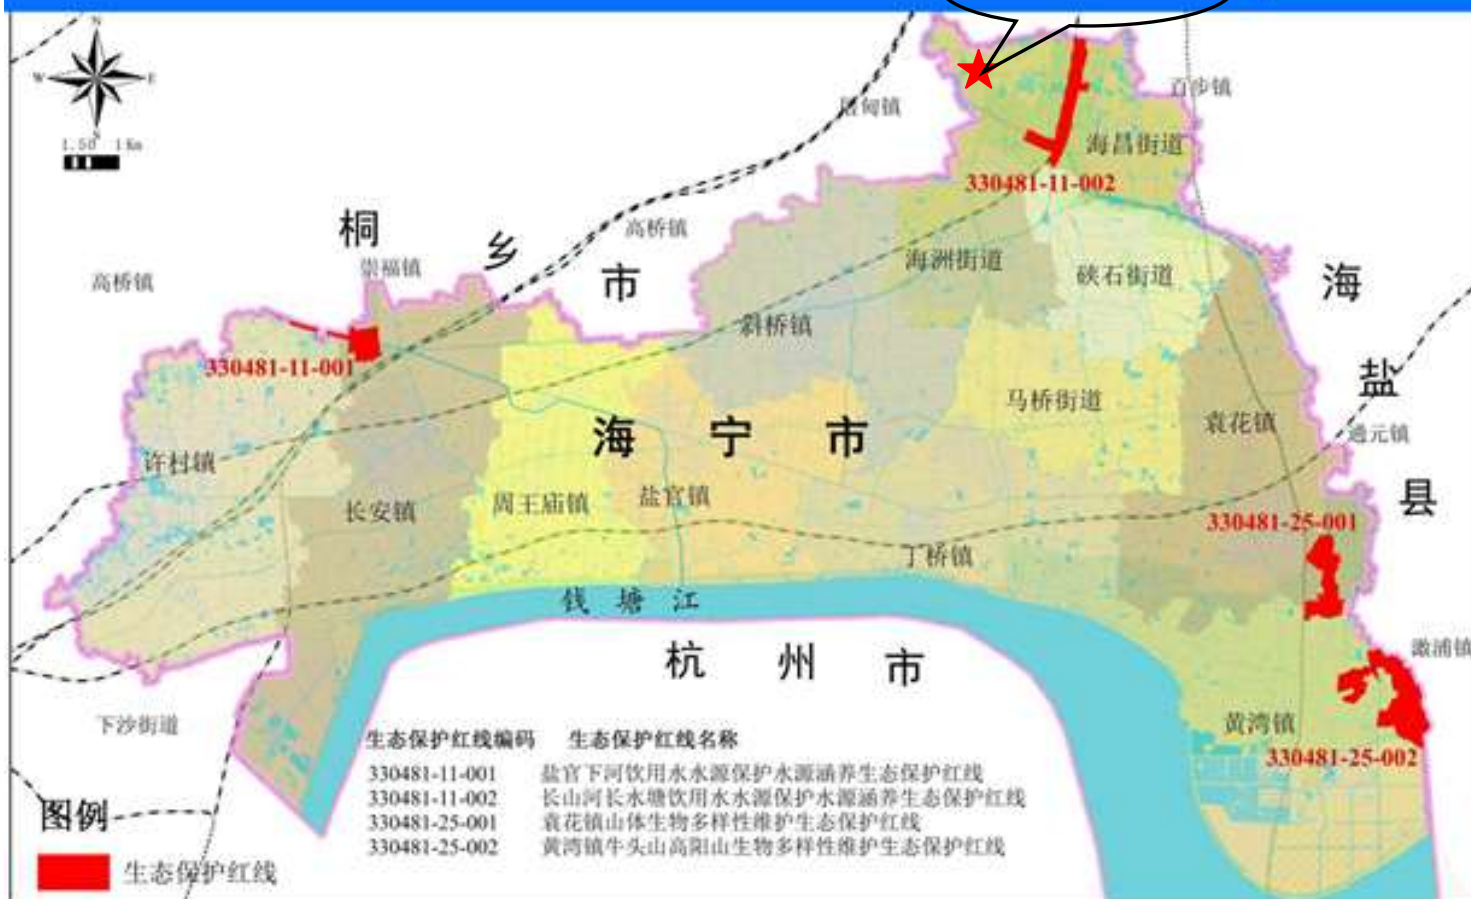 N
W
E
N
1.50 1Km
百步镇
屠甸镇
海昌街道
330481-11-002
桐乡市
高桥镇
崇福镇
高桥镇
海洲街道
硖石街道
海盐县
斜桥镇
330481-11-001
马桥街道
袁花镇
通元镇
海宁市
许村镇
长安镇
周王庙镇
盐官镇
330481-25-001
丁桥镇
钱塘江
杭州市
澉浦镇
下沙街道
黄湾镇
330481-25-002
生态保护红线编码 生态保护红线名称
330481-11-001 盐官下河饮用水水源保护水源涵养生态保护红线
330481-11-002 长山河长水塘饮用水水源保护水源涵养生态保护红线
330481-25-001 袁花镇山体生物多样性维护生态保护红线
330481-25-002 黄湾镇牛头山高阳山生物多样性维护生态保护红线
图例
生态保护红线